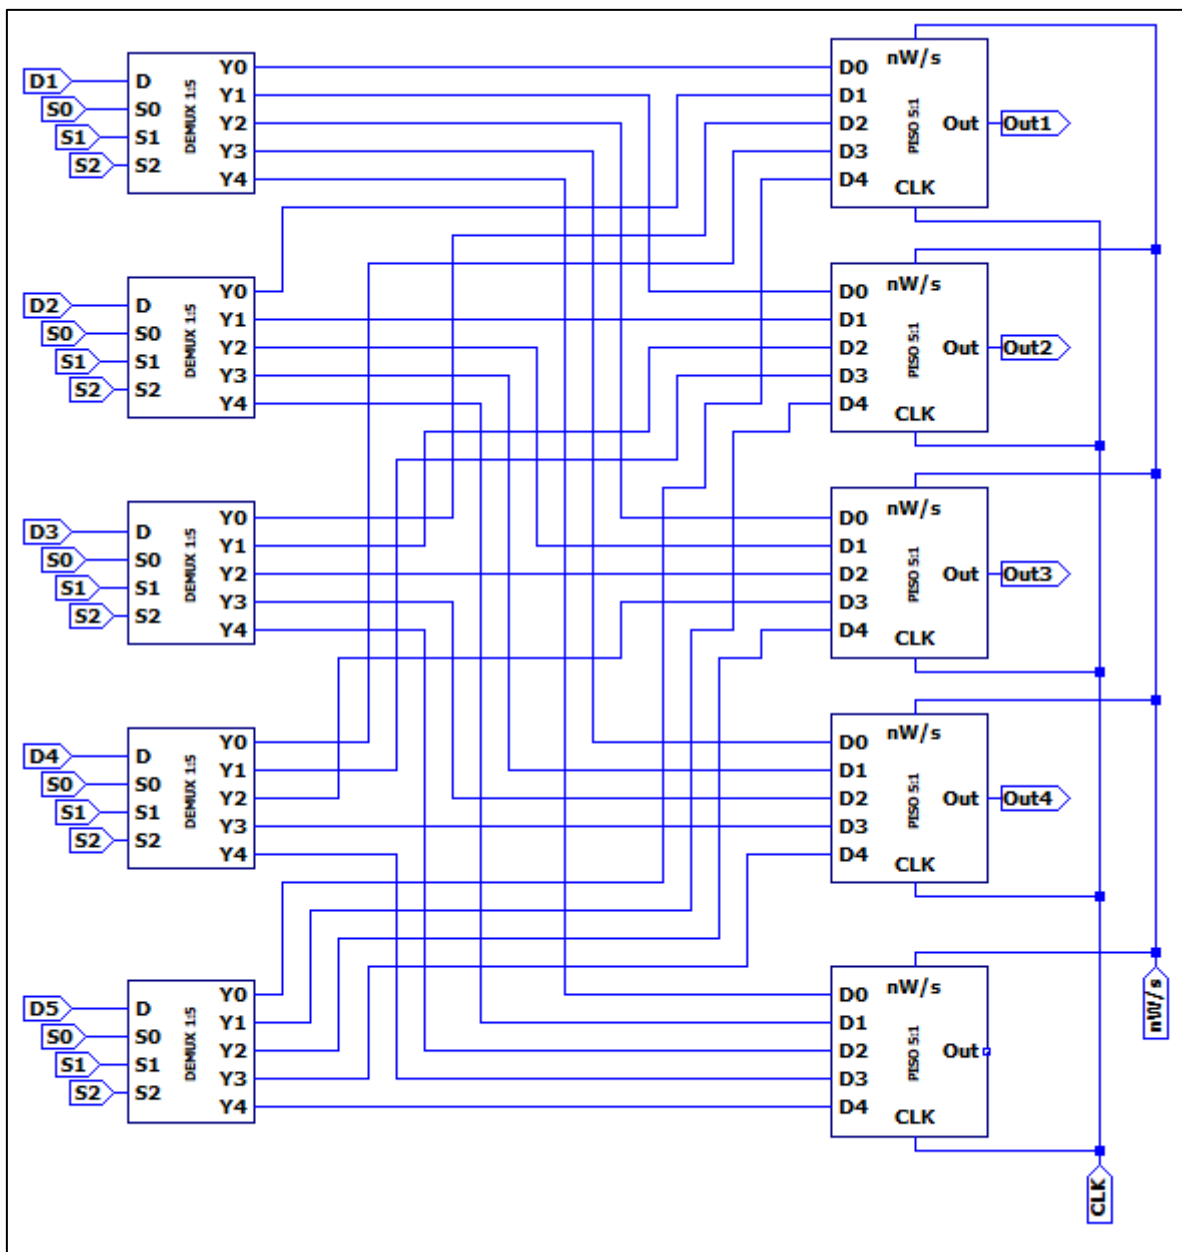 D1
S0
S1
S2
D
S0
S1
S2
DEMUX 1:5
Y0
Y1
Y2
Y3
Y4
nW/s
D0
D1
D2
D3
D4
PISO 5:1
Out
CLK
Out1
D2
S0
S1
S2
D
S0
S1
S2
DEMUX 1:5
Y0
Y1
Y2
Y3
Y4
nW/s
D0
D1
D2
D3
D4
PISO 5:1
Out
CLK
Out2
D3
S0
S1
S2
D
S0
S1
S2
DEMUX 1:5
Y0
Y1
Y2
Y3
Y4
nW/s
D0
D1
D2
D3
D4
PISO 5:1
Out
CLK
Out3
D4
S0
S1
S2
D
S0
S1
S2
DEMUX 1:5
Y0
Y1
Y2
Y3
Y4
nW/s
D0
D1
D2
D3
D4
PISO 5:1
Out
CLK
Out4
D5
S0
S1
S2
D
S0
S1
S2
DEMUX 1:5
Y0
Y1
Y2
Y3
Y4
nW/s
D0
D1
D2
D3
D4
PISO 5:1
Out
CLK
nW/s
CLK